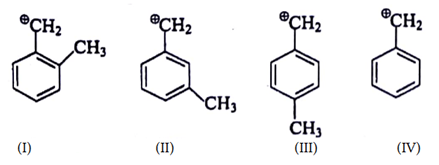 ⊕CH₂ ⊕CH₂ ⊕CH₂ ⊕CH₂
CH₃
CH₃
CH₃
(I) (II) (III) (IV)